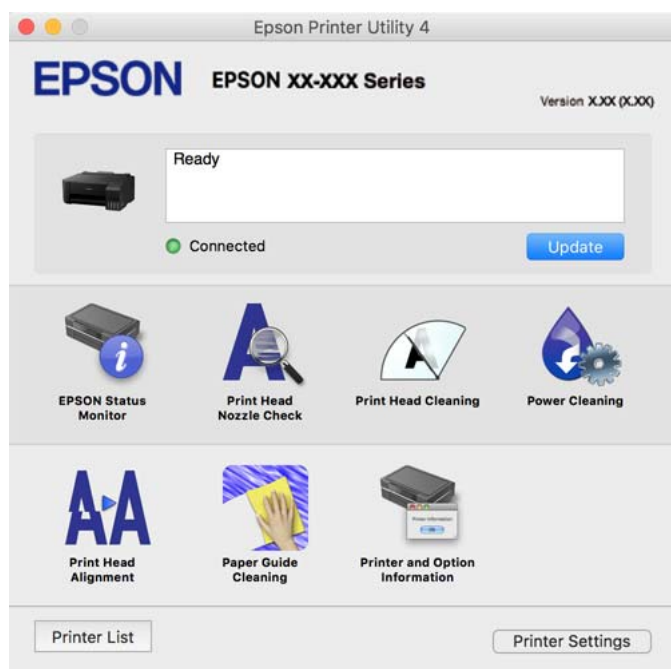 Epson Printer Utility 4
EPSON
EPSON XX-XXX Series
Version X.XX (X.XX)
Ready
Connected
Update
EPSON Status
Monitor
Print Head
Nozzle Check
Print Head Cleaning
Power Cleaning
Print Head
Alignment
Paper Guide
Cleaning
Printer and Option
Information
Printer List
Printer Settings